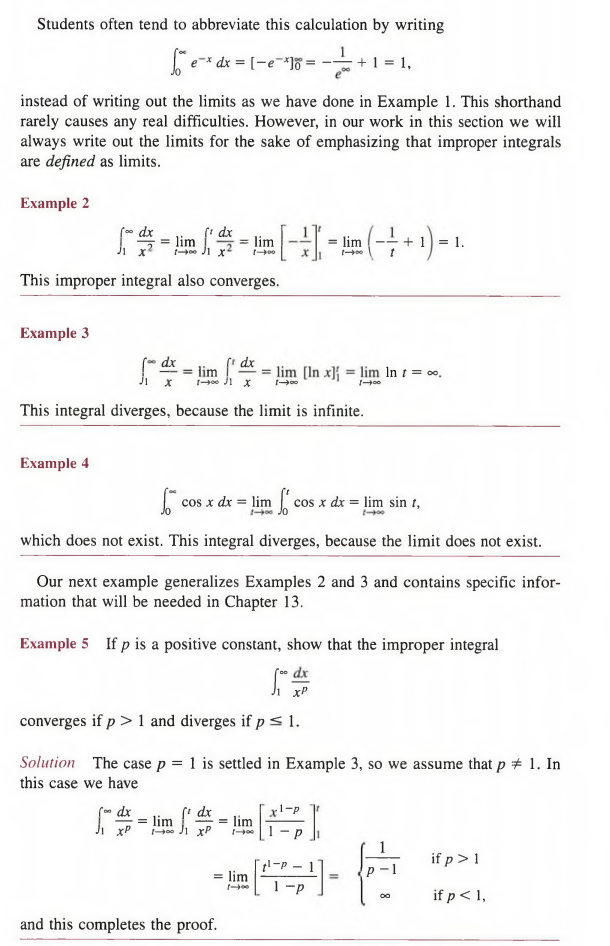 Students often tend to abbreviate this calculation by writing
∫₀^∞ e^{-x} dx = [-e^{-x}]₀^∞ = -1/e^∞ + 1 = 1,
instead of writing out the limits as we have done in Example 1. This shorthand
rarely causes any real difficulties. However, in our work in this section we will
always write out the limits for the sake of emphasizing that improper integrals
are defined as limits.
Example 2
∫₁^∞ dx/x² = lim_{t→∞} ∫₁^t dx/x² = lim_{t→∞} [-1/x]₁^t = lim_{t→∞} (-1/t + 1) = 1.
This improper integral also converges.
Example 3
∫₁^∞ dx/x = lim_{t→∞} ∫₁^t dx/x = lim_{t→∞} [ln x]₁^t = lim_{t→∞} ln t = ∞.
This integral diverges, because the limit is infinite.
Example 4
∫₀^∞ cos x dx = lim_{t→∞} ∫₀^t cos x dx = lim_{t→∞} sin t,
which does not exist. This integral diverges, because the limit does not exist.
Our next example generalizes Examples 2 and 3 and contains specific infor-
mation that will be needed in Chapter 13.
Example 5 If p is a positive constant, show that the improper integral
∫₁^∞ dx/x^p
converges if p > 1 and diverges if p ≤ 1.
Solution The case p = 1 is settled in Example 3, so we assume that p ≠ 1. In
this case we have
∫₁^∞ dx/x^p = lim_{t→∞} ∫₁^t dx/x^p = lim_{t→∞} [x^{1-p}/(1 - p)]₁^t
= lim_{t→∞} [(t^{1-p} - 1)/(1 - p)] = { 1/(p - 1) if p > 1
∞ if p < 1,
and this completes the proof.